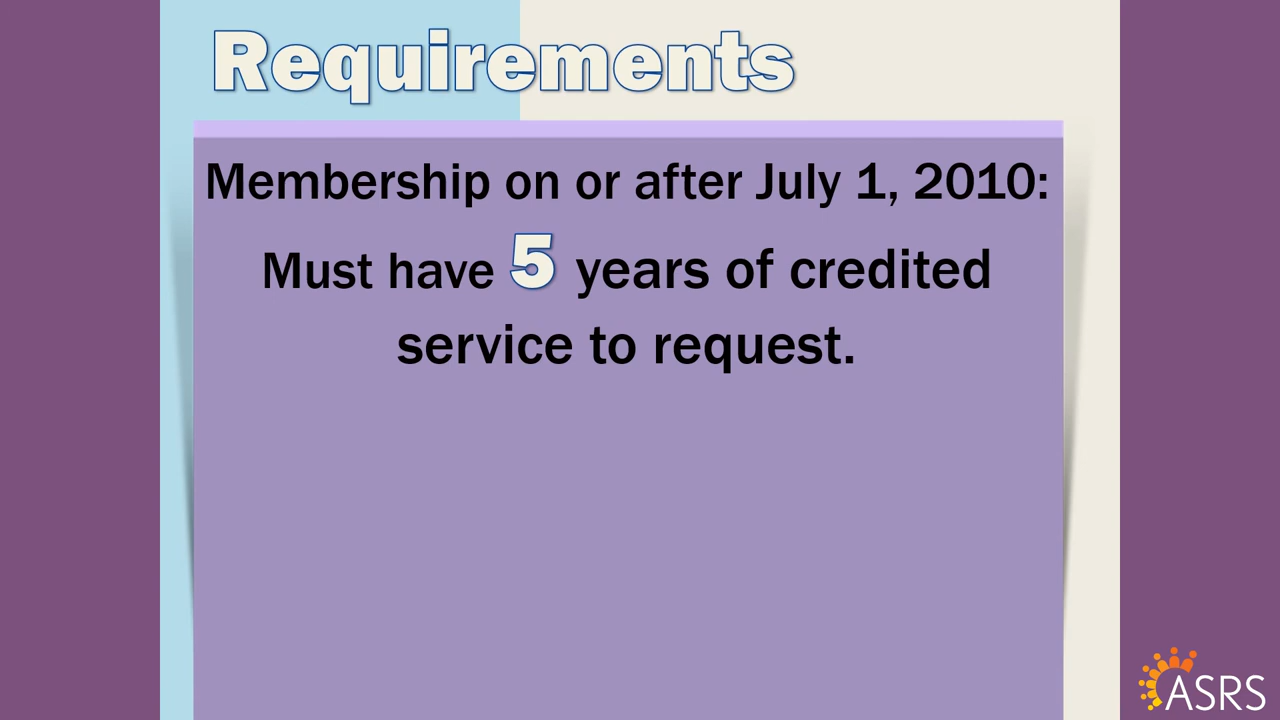 Requirements
Membership on or after July 1, 2010:
Must have 5 years of credited
service to request.
ASRS